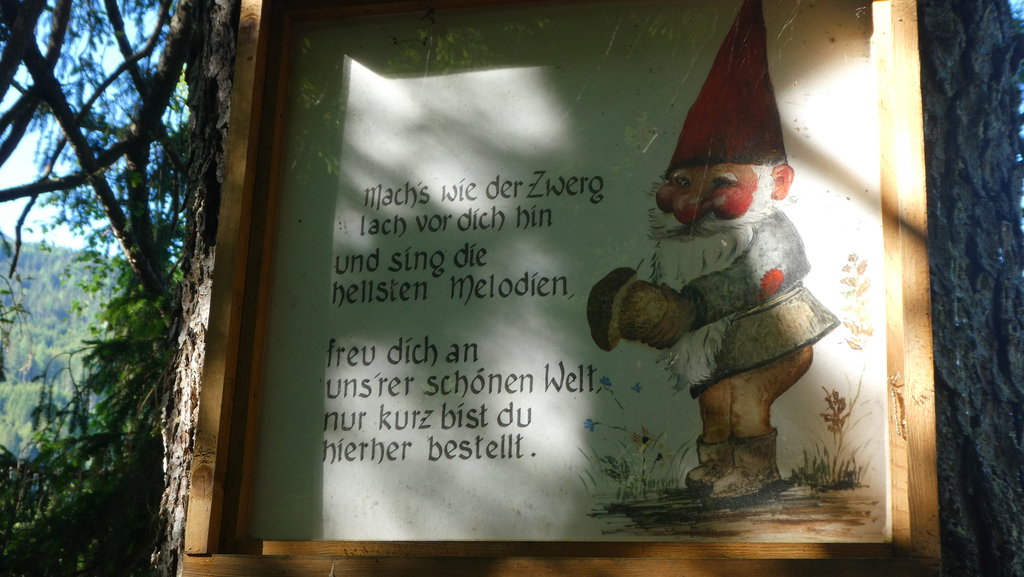 Mach's wie der Zwerg
lach vor dich hin
und sing die
hellsten Melodien,
freu dich an
uns'rer schönen Welt,
nur kurz bist du
hierher bestellt.